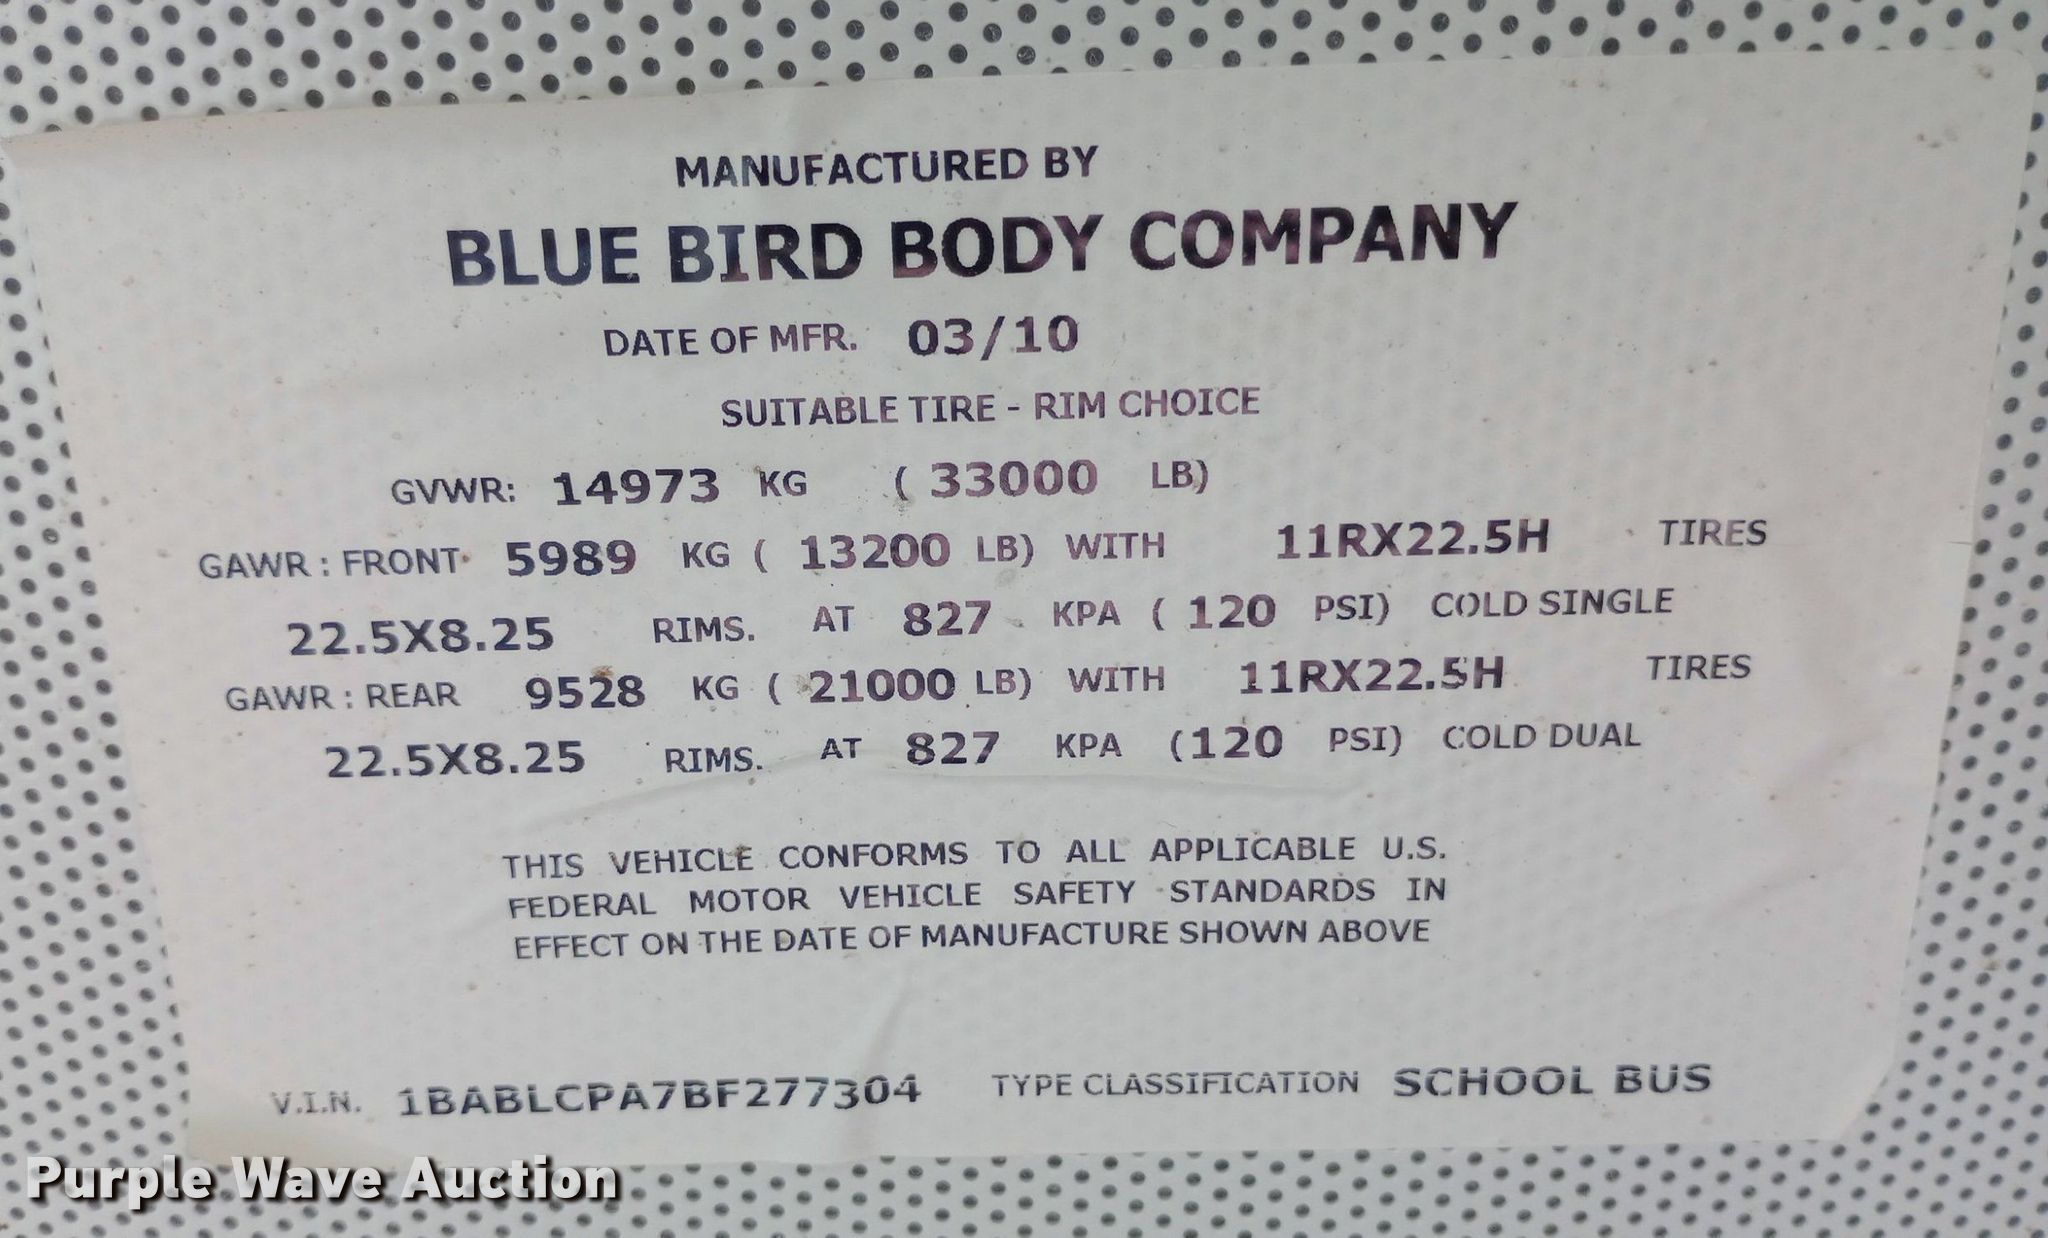 MANUFACTURED BY
BLUE BIRD BODY COMPANY
DATE OF MFR. 03/10
SUITABLE TIRE - RIM CHOICE
GVWR: 14973 KG ( 33000 LB)
GAWR : FRONT 5989 KG ( 13200 LB) WITH 11RX22.5H TIRES
22.5X8.25 RIMS. AT 827 KPA ( 120 PSI) COLD SINGLE
GAWR : REAR 9528 KG ( 21000 LB) WITH 11RX22.5H TIRES
22.5X8.25 RIMS. AT 827 KPA (120 PSI) COLD DUAL
THIS VEHICLE CONFORMS TO ALL APPLICABLE U.S.
FEDERAL MOTOR VEHICLE SAFETY STANDARDS IN
EFFECT ON THE DATE OF MANUFACTURE SHOWN ABOVE
V.I.N. 1BABLCPA7BF277304 TYPE CLASSIFICATION SCHOOL BUS
Purple Wave Auction